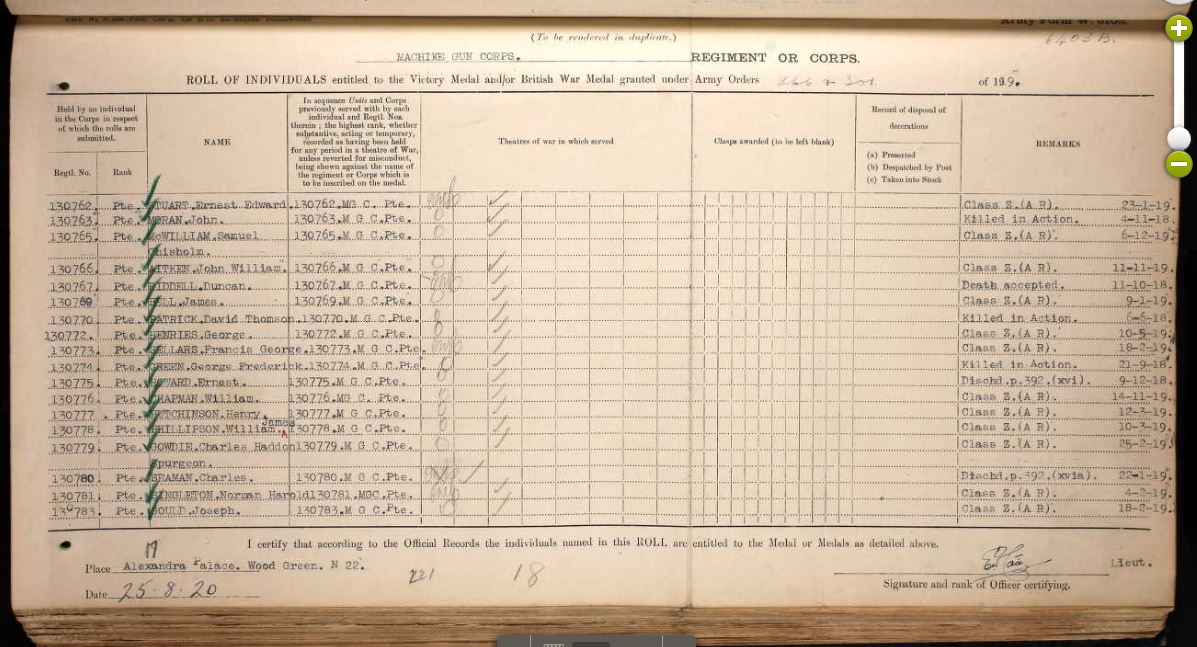 (To be rendered in duplicate.)
6403B.
MACHINE GUN CORPS. REGIMENT OR CORPS.
ROLL OF INDIVIDUALS entitled to the Victory Medal and/or British War Medal granted under Army Orders 266 & 301. of 19
Held by an individual in the Corps in respect of which the rolls are submitted.
Regtl. No.
Rank
NAME
In sequence Units and Corps previously served with by each individual and Regtl. Nos. therein; the highest rank, whether substantive, acting or temporary, recorded as having been held for any period in a theatre of War, unless reverted for misconduct, being shown against the name of the regiment or Corps which is to be inscribed on the medal.
Theatres of war in which served
Clasps awarded (to be left blank)
Record of disposal of decorations
(a) Presented
(b) Despatched by Post
(c) Taken into Stock
REMARKS
130762. Pte. STUART.Ernest Edward. 130762.MG C. Pte. Class Z.(A R). 23-1-19.
130763. Pte. MORAN.John. 130763.M G C.Pte. Killed in Action. 4-11-18.
130765. Pte. McWILLIAM.Samuel 130765.M G C.Pte. Class Z.(A R). 6-12-19.
Chisholm.
130766. Pte. AITKEN.John William. 130766.M G C.Pte. Class Z.(A R). 11-11-19.
130767. Pte. Duncan. 130767.M G C.Pte. Death accepted. 11-10-18.
130769 Pte. James. 130769.M G C.Pte. Class Z.(A R). 9-1-19.
130770. Pte. PATRICK.David Thomson. 130770.M G C.Pte. Killed in Action. 6-6-18.
130772. Pte. HENRIES.George. 130772.M G C.Pte. Class Z.(A R). 10-5-19.
130773. Pte. Francis George. 130773.M G C.Pte. Class Z.(A R). 18-2-19.
130774. Pte. GREEN.George Frederick. 130774.M G C.Pte. Killed in Action. 21-9-18.
130775. Pte. HOWARD.Ernest. 130775.M G C.Pte. Dischd.p.392.(xvi). 9-12-18.
130776. Pte. CHAPMAN.William. 130776.MG C.Pte. Class Z.(A R). 14-11-19.
130777. Pte. Henry. 130777.M G C.Pte. Class Z.(A R). 12-3-19.
James
130778. Pte. PHILLIPSON.William. 130778.M G C.Pte. Class Z.(A R). 10-3-19.
130779. Pte. Charles Haddon 130779.M G C.Pte. Class Z.(A R). 25-2-19.
Spurgeon.
130780. Pte. SEAMAN.Charles. 130780.M G C.Pte. Dischd.p.392.(xvia). 22-1-19.
130781. Pte. SINGLETON.Norman Harold 130781.MGC.Pte. Class Z.(A R). 4-2-19.
130783. Pte. GOULD.Joseph. 130783.M G C.Pte. Class Z.(A R). 18-2-19.
I certify that according to the Official Records the individuals named in this ROLL are entitled to the Medal or Medals as detailed above.
Place Alexandra Palace. Wood Green. N 22.
221
18
Lieut.
Signature and rank of Officer certifying.
Date 25.8.20